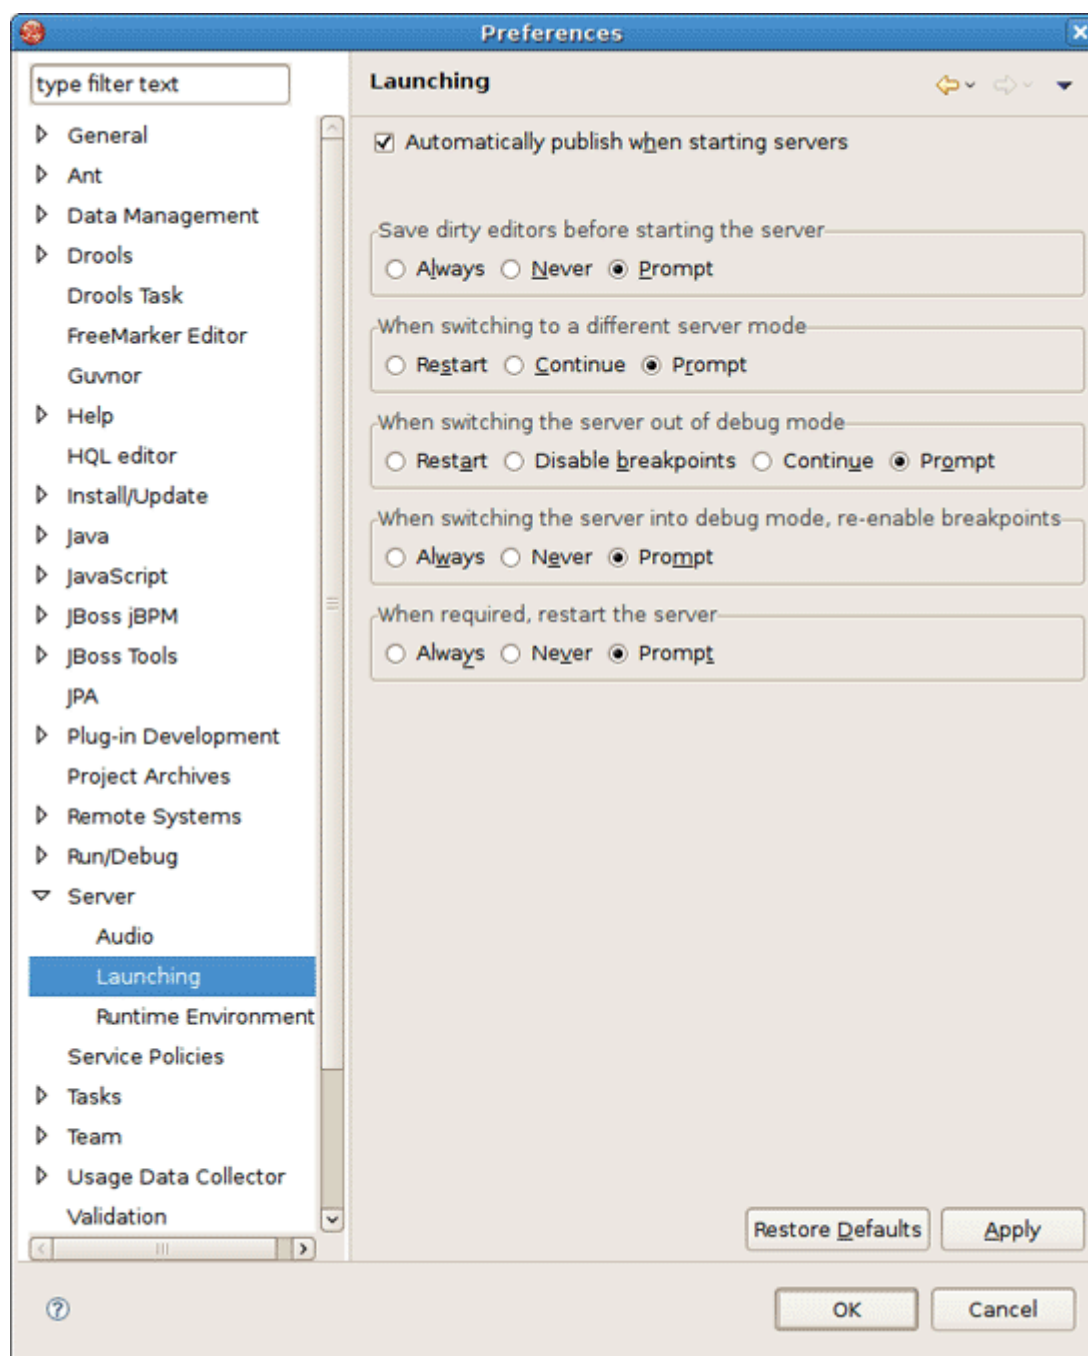 Preferences
type filter text
General
Ant
Data Management
Drools
Drools Task
FreeMarker Editor
Guvnor
Help
HQL editor
Install/Update
Java
JavaScript
JBoss jBPM
JBoss Tools
JPA
Plug-in Development
Project Archives
Remote Systems
Run/Debug
Server
Audio
Launching
Runtime Environment
Service Policies
Tasks
Team
Usage Data Collector
Validation
Launching
Automatically publish when starting servers
Save dirty editors before starting the server
Always Never Prompt
When switching to a different server mode
Restart Continue Prompt
When switching the server out of debug mode
Restart Disable breakpoints Continue Prompt
When switching the server into debug mode, re-enable breakpoints
Always Never Prompt
When required, restart the server
Always Never Prompt
Restore Defaults Apply
OK Cancel